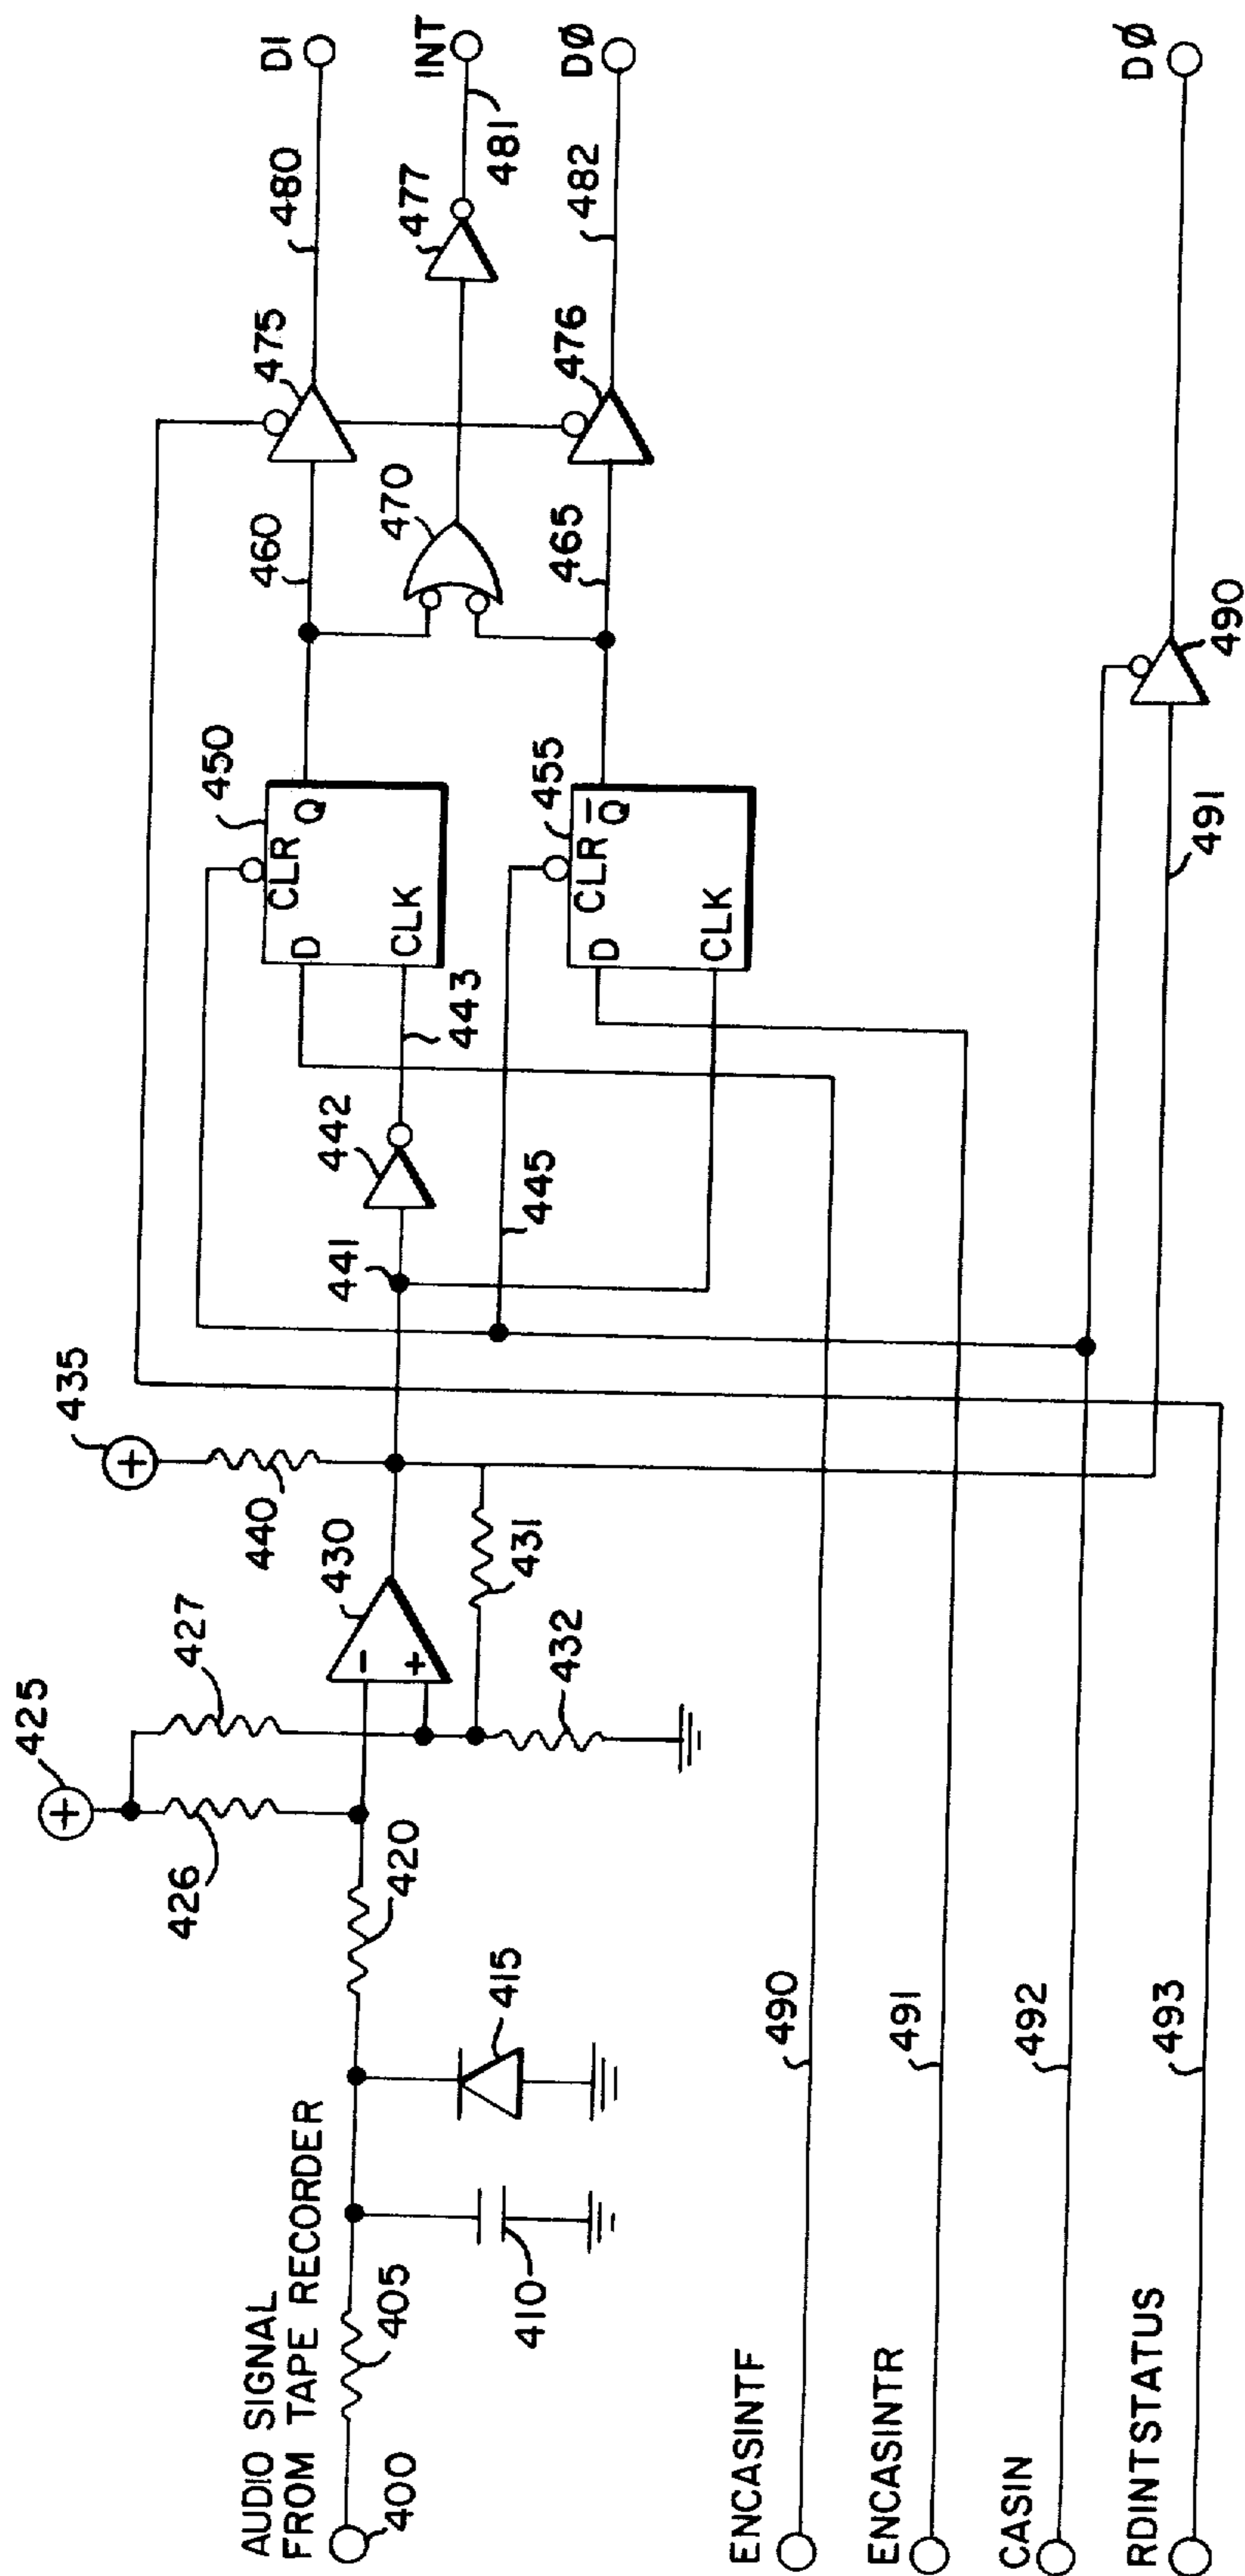 AUDIO SIGNAL
FROM TAPE RECORDER
400
405
410
415
420
425
426
427
430
-
+
431
432
+
+
435
440
441
442
443
445
450
D
CLR
Q
CLK
455
D
CLR
Q̅
CLK
460
465
470
475
476
477
480
DI
481
INT
482
DØ
ENCASINTF
490
ENCASINTR
491
CASIN
492
RDINTSTATUS
493
491
490
DØ